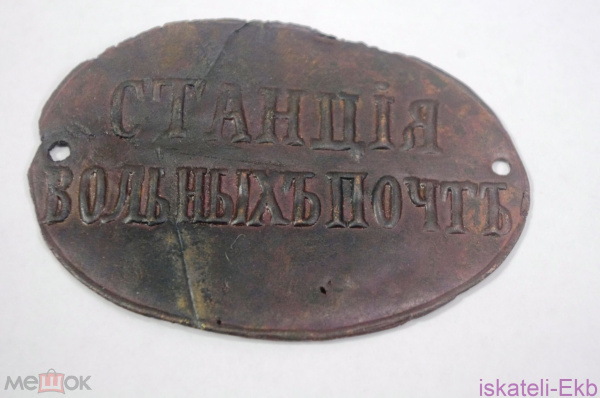 СТАНЦІЯ
ВОЛЬНЫХЪ ПОЧТЪ
мешок
iskateli-Ekb